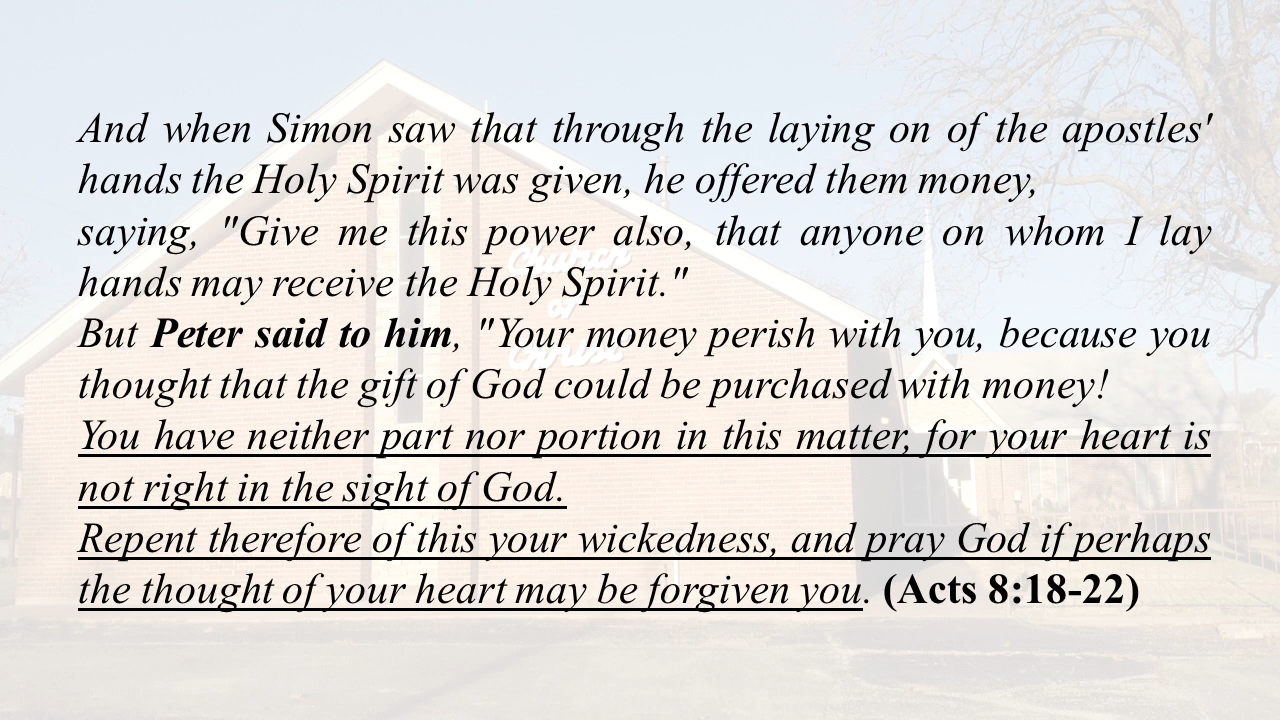 And when Simon saw that through the laying on of the apostles'
hands the Holy Spirit was given, he offered them money,
saying, "Give me this power also, that anyone on whom I lay
hands may receive the Holy Spirit."
But Peter said to him, "Your money perish with you, because you
thought that the gift of God could be purchased with money!
You have neither part nor portion in this matter, for your heart is
not right in the sight of God.
Repent therefore of this your wickedness, and pray God if perhaps
the thought of your heart may be forgiven you. (Acts 8:18-22)
Church
of
Christ